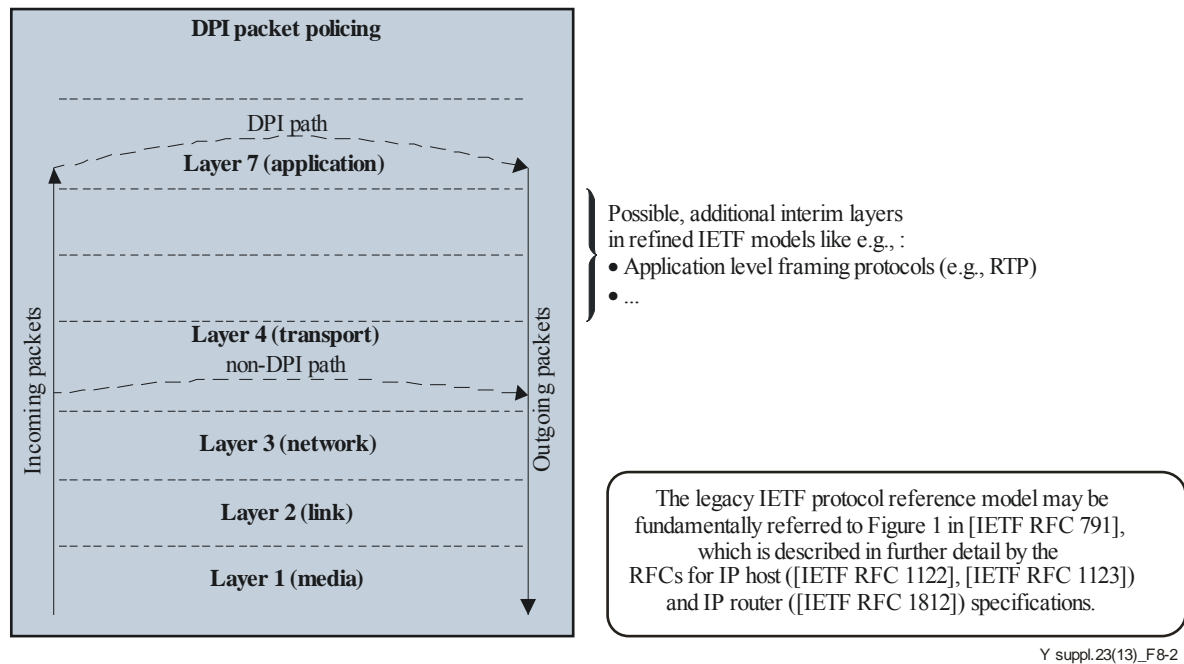 DPI packet policing
DPI path
Layer 7 (application)
Possible, additional interim layers
in refined IETF models like e.g., :
• Application level framing protocols (e.g., RTP)
• ...
Layer 4 (transport)
non-DPI path
Incoming packets
Outgoing packets
Layer 3 (network)
Layer 2 (link)
Layer 1 (media)
The legacy IETF protocol reference model may be
fundamentally referred to Figure 1 in [IETF RFC 791],
which is described in further detail by the
RFCs for IP host ([IETF RFC 1122], [IETF RFC 1123])
and IP router ([IETF RFC 1812]) specifications.
Y suppl.23(13)_F8-2